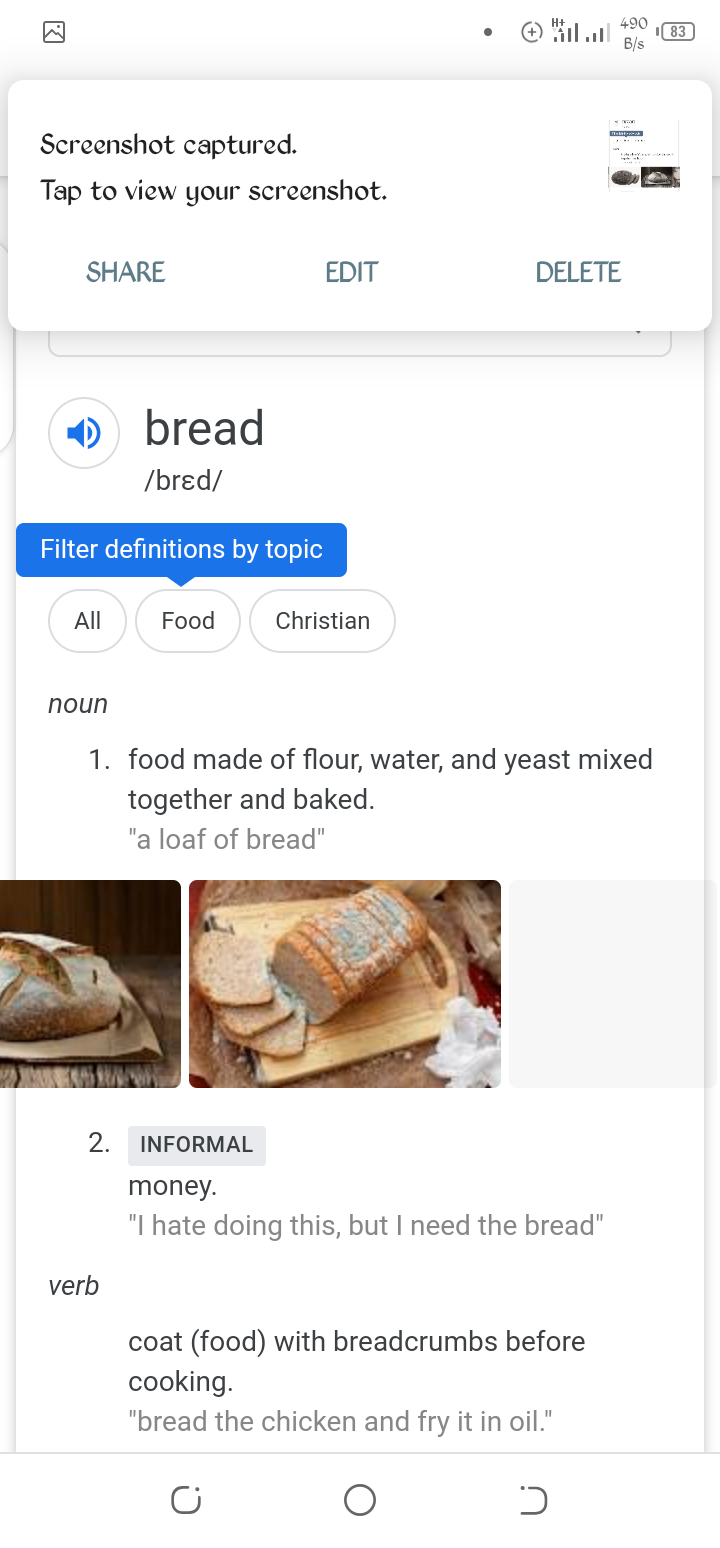 H+
490
B/s
83
Screenshot captured.
Tap to view your screenshot.
SHARE EDIT DELETE
bread
/brɛd/
Filter definitions by topic
All Food Christian
noun
1. food made of flour, water, and yeast mixed
together and baked.
"a loaf of bread"
2. INFORMAL
money.
"I hate doing this, but I need the bread"
verb
coat (food) with breadcrumbs before
cooking.
"bread the chicken and fry it in oil."